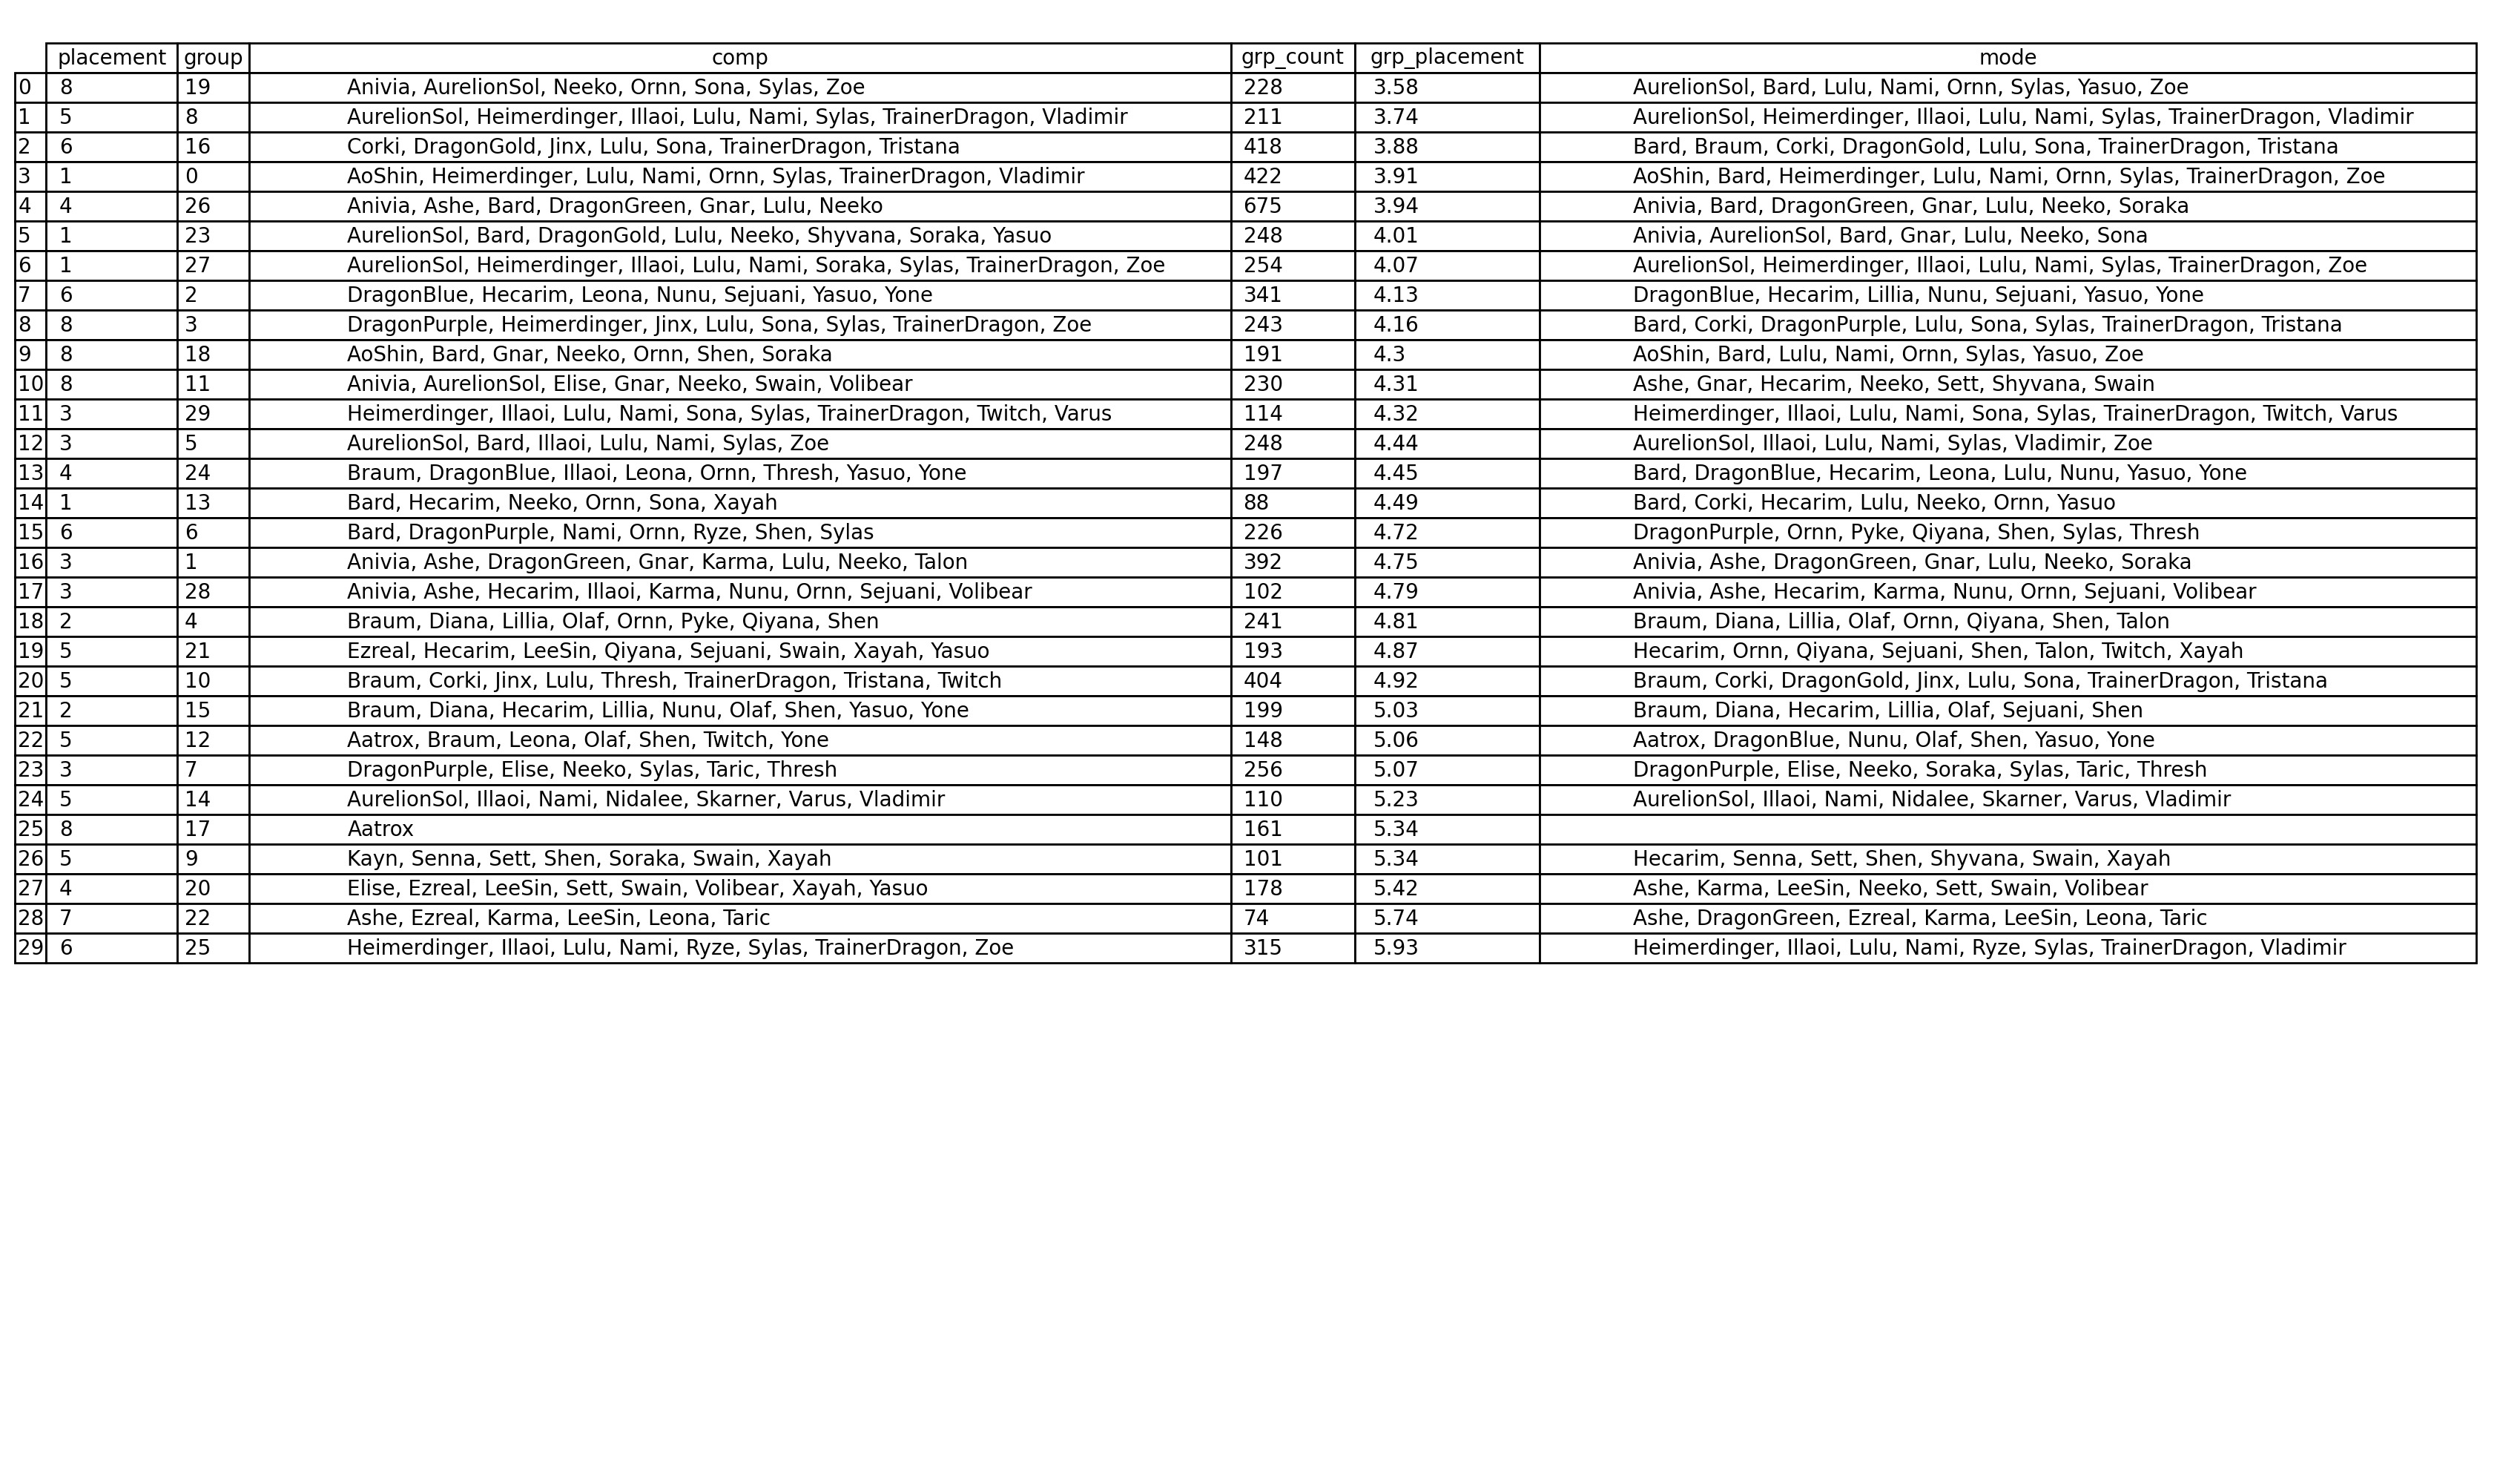 placement group comp grp_count grp_placement mode
0 8 19 Anivia, AurelionSol, Neeko, Ornn, Sona, Sylas, Zoe 228 3.58 AurelionSol, Bard, Lulu, Nami, Ornn, Sylas, Yasuo, Zoe
1 5 8 AurelionSol, Heimerdinger, Illaoi, Lulu, Nami, Sylas, TrainerDragon, Vladimir 211 3.74 AurelionSol, Heimerdinger, Illaoi, Lulu, Nami, Sylas, TrainerDragon, Vladimir
2 6 16 Corki, DragonGold, Jinx, Lulu, Sona, TrainerDragon, Tristana 418 3.88 Bard, Braum, Corki, DragonGold, Lulu, Sona, TrainerDragon, Tristana
3 1 0 AoShin, Heimerdinger, Lulu, Nami, Ornn, Sylas, TrainerDragon, Vladimir 422 3.91 AoShin, Bard, Heimerdinger, Lulu, Nami, Ornn, Sylas, TrainerDragon, Zoe
4 4 26 Anivia, Ashe, Bard, DragonGreen, Gnar, Lulu, Neeko 675 3.94 Anivia, Bard, DragonGreen, Gnar, Lulu, Neeko, Soraka
5 1 23 AurelionSol, Bard, DragonGold, Lulu, Neeko, Shyvana, Soraka, Yasuo 248 4.01 Anivia, AurelionSol, Bard, Gnar, Lulu, Neeko, Sona
6 1 27 AurelionSol, Heimerdinger, Illaoi, Lulu, Nami, Soraka, Sylas, TrainerDragon, Zoe 254 4.07 AurelionSol, Heimerdinger, Illaoi, Lulu, Nami, Sylas, TrainerDragon, Zoe
7 6 2 DragonBlue, Hecarim, Leona, Nunu, Sejuani, Yasuo, Yone 341 4.13 DragonBlue, Hecarim, Lillia, Nunu, Sejuani, Yasuo, Yone
8 8 3 DragonPurple, Heimerdinger, Jinx, Lulu, Sona, Sylas, TrainerDragon, Zoe 243 4.16 Bard, Corki, DragonPurple, Lulu, Sona, Sylas, TrainerDragon, Tristana
9 8 18 AoShin, Bard, Gnar, Neeko, Ornn, Shen, Soraka 191 4.3 AoShin, Bard, Lulu, Nami, Ornn, Sylas, Yasuo, Zoe
10 8 11 Anivia, AurelionSol, Elise, Gnar, Neeko, Swain, Volibear 230 4.31 Ashe, Gnar, Hecarim, Neeko, Sett, Shyvana, Swain
11 3 29 Heimerdinger, Illaoi, Lulu, Nami, Sona, Sylas, TrainerDragon, Twitch, Varus 114 4.32 Heimerdinger, Illaoi, Lulu, Nami, Sona, Sylas, TrainerDragon, Twitch, Varus
12 3 5 AurelionSol, Bard, Illaoi, Lulu, Nami, Sylas, Zoe 248 4.44 AurelionSol, Illaoi, Lulu, Nami, Sylas, Vladimir, Zoe
13 4 24 Braum, DragonBlue, Illaoi, Leona, Ornn, Thresh, Yasuo, Yone 197 4.45 Bard, DragonBlue, Hecarim, Leona, Lulu, Nunu, Yasuo, Yone
14 1 13 Bard, Hecarim, Neeko, Ornn, Sona, Xayah 88 4.49 Bard, Corki, Hecarim, Lulu, Neeko, Ornn, Yasuo
15 6 6 Bard, DragonPurple, Nami, Ornn, Ryze, Shen, Sylas 226 4.72 DragonPurple, Ornn, Pyke, Qiyana, Shen, Sylas, Thresh
16 3 1 Anivia, Ashe, DragonGreen, Gnar, Karma, Lulu, Neeko, Talon 392 4.75 Anivia, Ashe, DragonGreen, Gnar, Lulu, Neeko, Soraka
17 3 28 Anivia, Ashe, Hecarim, Illaoi, Karma, Nunu, Ornn, Sejuani, Volibear 102 4.79 Anivia, Ashe, Hecarim, Karma, Nunu, Ornn, Sejuani, Volibear
18 2 4 Braum, Diana, Lillia, Olaf, Ornn, Pyke, Qiyana, Shen 241 4.81 Braum, Diana, Lillia, Olaf, Ornn, Qiyana, Shen, Talon
19 5 21 Ezreal, Hecarim, LeeSin, Qiyana, Sejuani, Swain, Xayah, Yasuo 193 4.87 Hecarim, Ornn, Qiyana, Sejuani, Shen, Talon, Twitch, Xayah
20 5 10 Braum, Corki, Jinx, Lulu, Thresh, TrainerDragon, Tristana, Twitch 404 4.92 Braum, Corki, DragonGold, Jinx, Lulu, Sona, TrainerDragon, Tristana
21 2 15 Braum, Diana, Hecarim, Lillia, Nunu, Olaf, Shen, Yasuo, Yone 199 5.03 Braum, Diana, Hecarim, Lillia, Olaf, Sejuani, Shen
22 5 12 Aatrox, Braum, Leona, Olaf, Shen, Twitch, Yone 148 5.06 Aatrox, DragonBlue, Nunu, Olaf, Shen, Yasuo, Yone
23 3 7 DragonPurple, Elise, Neeko, Sylas, Taric, Thresh 256 5.07 DragonPurple, Elise, Neeko, Soraka, Sylas, Taric, Thresh
24 5 14 AurelionSol, Illaoi, Nami, Nidalee, Skarner, Varus, Vladimir 110 5.23 AurelionSol, Illaoi, Nami, Nidalee, Skarner, Varus, Vladimir
25 8 17 Aatrox 161 5.34
26 5 9 Kayn, Senna, Sett, Shen, Soraka, Swain, Xayah 101 5.34 Hecarim, Senna, Sett, Shen, Shyvana, Swain, Xayah
27 4 20 Elise, Ezreal, LeeSin, Sett, Swain, Volibear, Xayah, Yasuo 178 5.42 Ashe, Karma, LeeSin, Neeko, Sett, Swain, Volibear
28 7 22 Ashe, Ezreal, Karma, LeeSin, Leona, Taric 74 5.74 Ashe, DragonGreen, Ezreal, Karma, LeeSin, Leona, Taric
29 6 25 Heimerdinger, Illaoi, Lulu, Nami, Ryze, Sylas, TrainerDragon, Zoe 315 5.93 Heimerdinger, Illaoi, Lulu, Nami, Ryze, Sylas, TrainerDragon, Vladimir